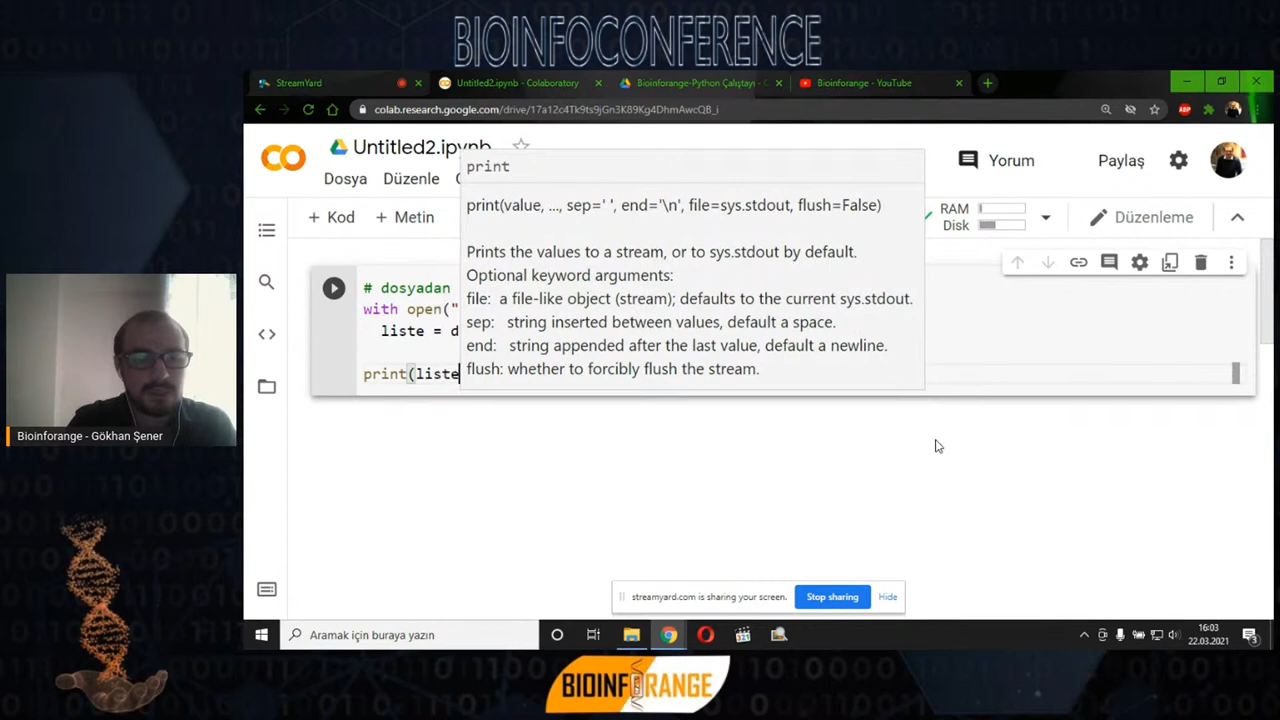 BIOINFOCONFERENCE
StreamYard
Untitled2.ipynb - Colaboratory
Bioinforange-Python Çalıştayı -
Bioinforange - YouTube
colab.research.google.com/drive/17a12c4Tk9ts9jGn3K89Kg4DhmAwcQB_i
ABP
Untitled2.ipynb
Yorum
Paylaş
Dosya
Düzenle
+ Kod
+ Metin
RAM
Disk
Düzenleme
print
print(value, ..., sep=' ', end='\n', file=sys.stdout, flush=False)
Prints the values to a stream, or to sys.stdout by default.
Optional keyword arguments:
file: a file-like object (stream); defaults to the current sys.stdout.
sep: string inserted between values, default a space.
end: string appended after the last value, default a newline.
flush: whether to forcibly flush the stream.
# dosyadan
with open("
liste = d
print(liste
Bioinforange - Gökhan Şener
streamyard.com is sharing your screen.
Stop sharing
Hide
Aramak için buraya yazın
16:03
22.03.2021
3
BIOINFORANGE